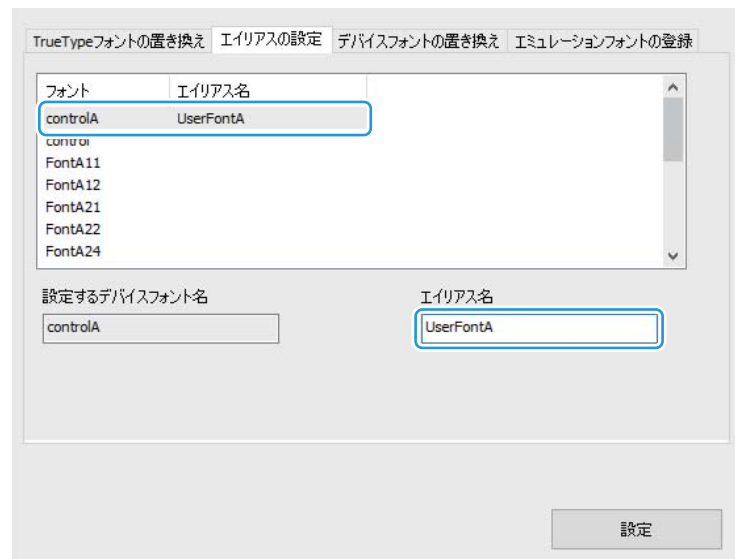 TrueTypeフォントの置き換え エイリアスの設定 デバイスフォントの置き換え エミュレーションフォントの登録
フォント エイリアス名
controlA UserFontA
control
FontA11
FontA12
FontA21
FontA22
FontA24
設定するデバイスフォント名 エイリアス名
controlA UserFontA
設定